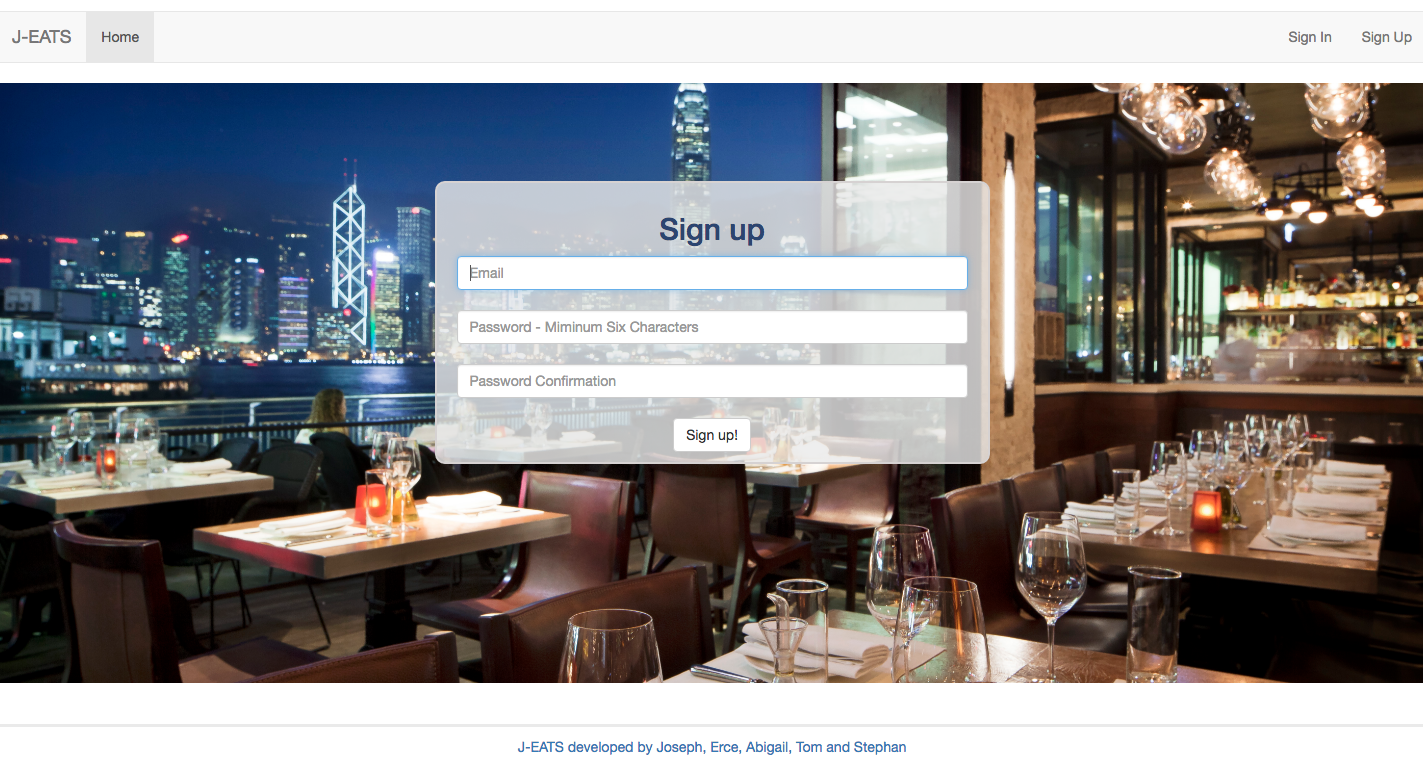 J-EATS Home Sign In Sign Up
Sign up
Email
Password - Miminum Six Characters
Password Confirmation
Sign up!
J-EATS developed by Joseph, Erce, Abigail, Tom and Stephan